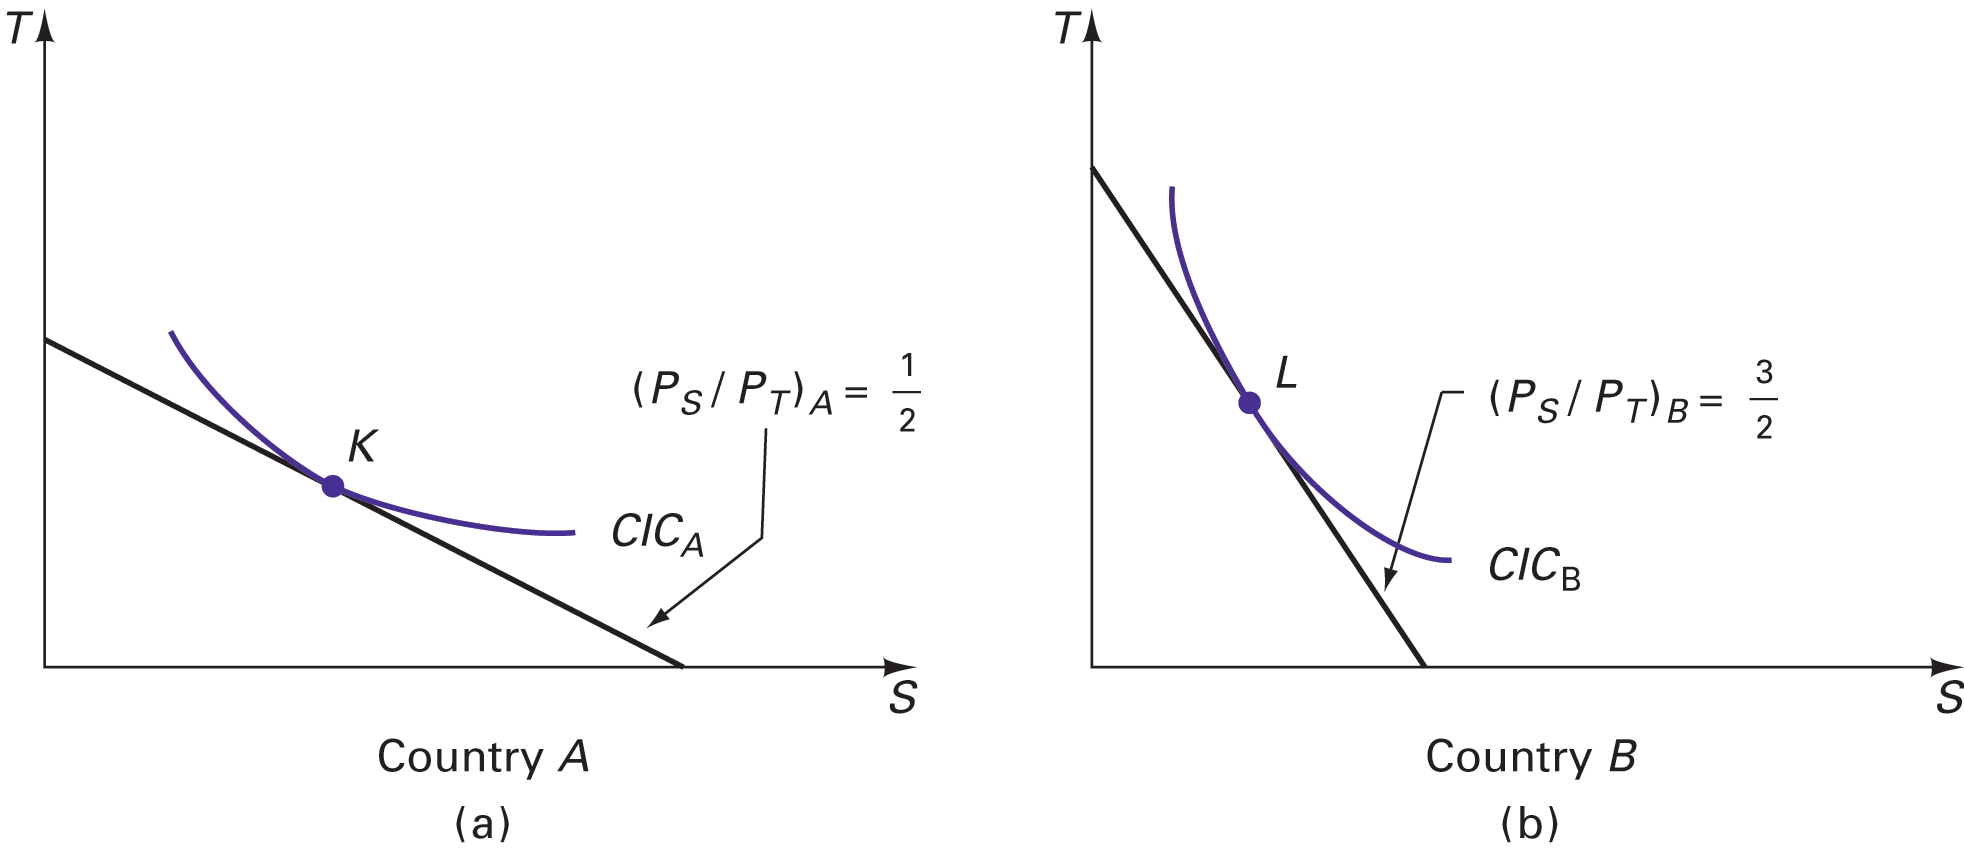 T
K
(P_S / P_T)_A = 1/2
CIC_A
S
Country A
(a)
T
L
(P_S / P_T)_B = 3/2
CIC_B
S
Country B
(b)